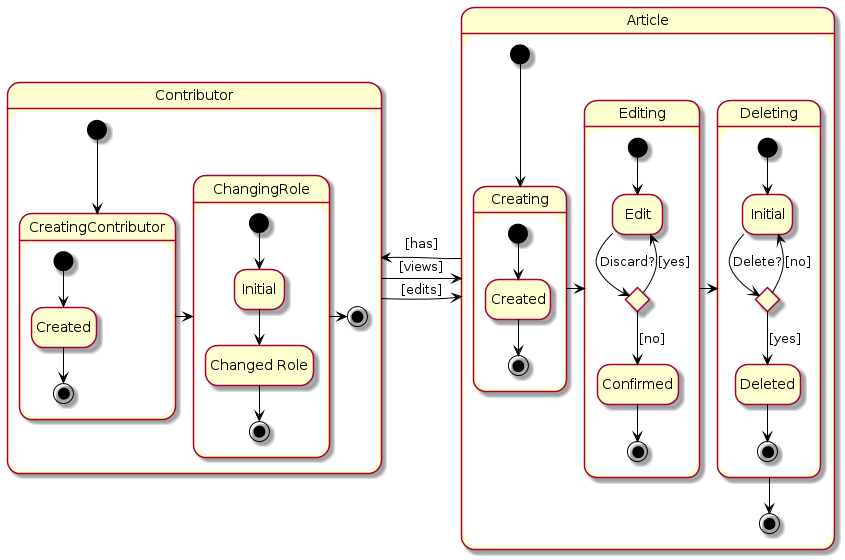 Contributor
CreatingContributor
Created
ChangingRole
Initial
Changed Role
[has]
[views]
[edits]
Article
Creating
Created
Editing
Edit
Discard?
[yes]
[no]
Confirmed
Deleting
Initial
Delete?
[no]
[yes]
Deleted